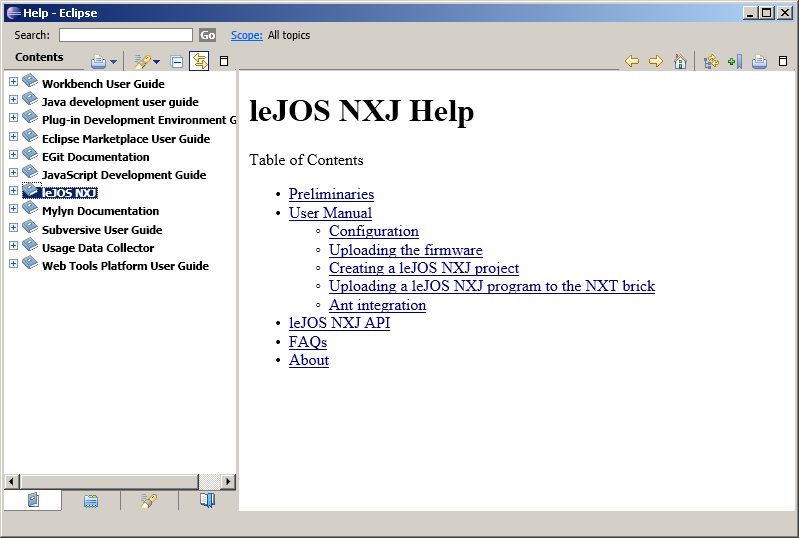 Help - Eclipse
Search: Go Scope: All topics
Contents
Workbench User Guide
Java development user guide
Plug-in Development Environment G
Eclipse Marketplace User Guide
EGit Documentation
JavaScript Development Guide
leJOS NXJ
Mylyn Documentation
Subversive User Guide
Usage Data Collector
Web Tools Platform User Guide
leJOS NXJ Help
Table of Contents
Preliminaries
User Manual
Configuration
Uploading the firmware
Creating a leJOS NXJ project
Uploading a leJOS NXJ program to the NXT brick
Ant integration
leJOS NXJ API
FAQs
About